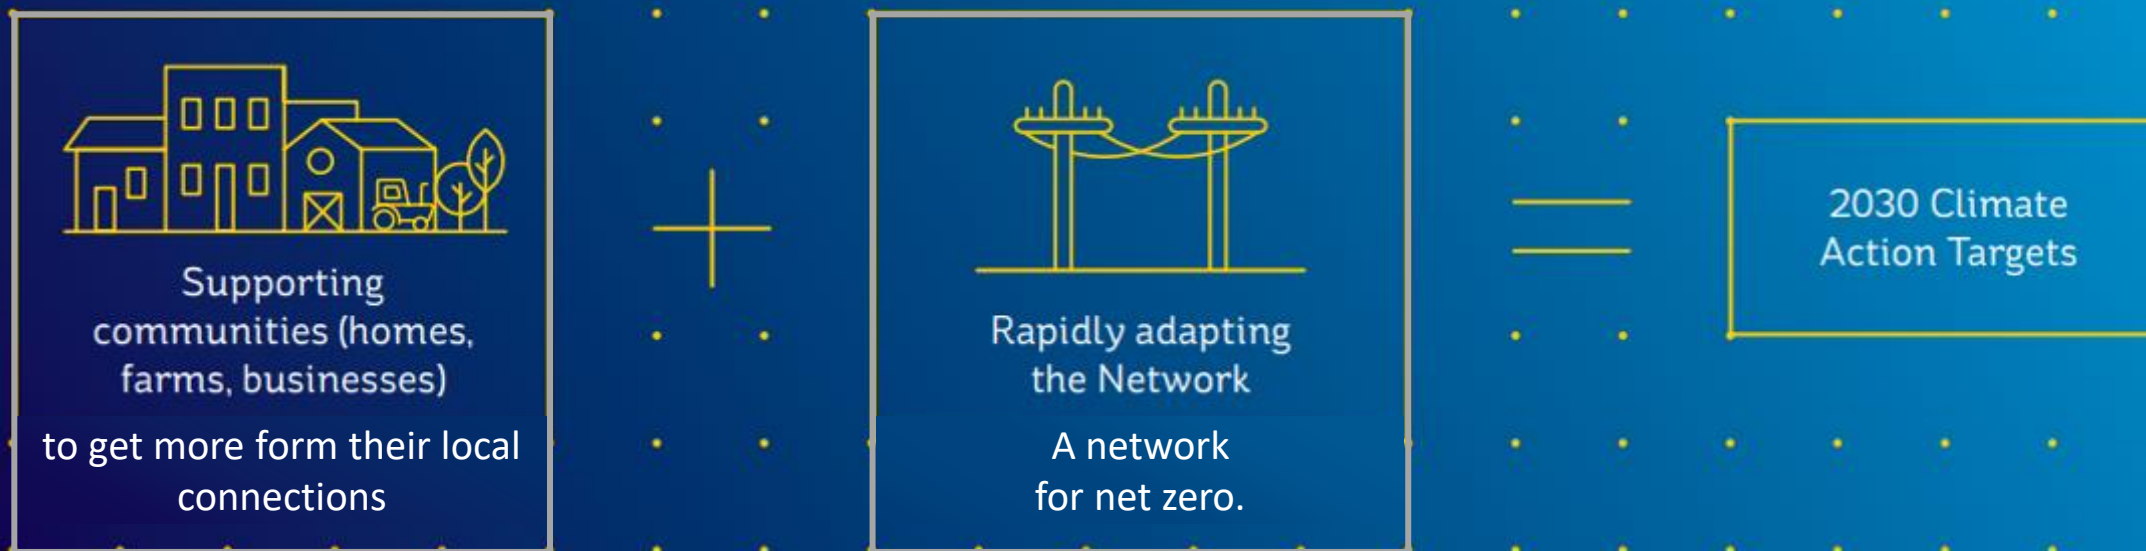 Supporting
communities (homes,
farms, businesses)
to get more form their local
connections
Rapidly adapting
the Network
A network
for net zero.
2030 Climate
Action Targets